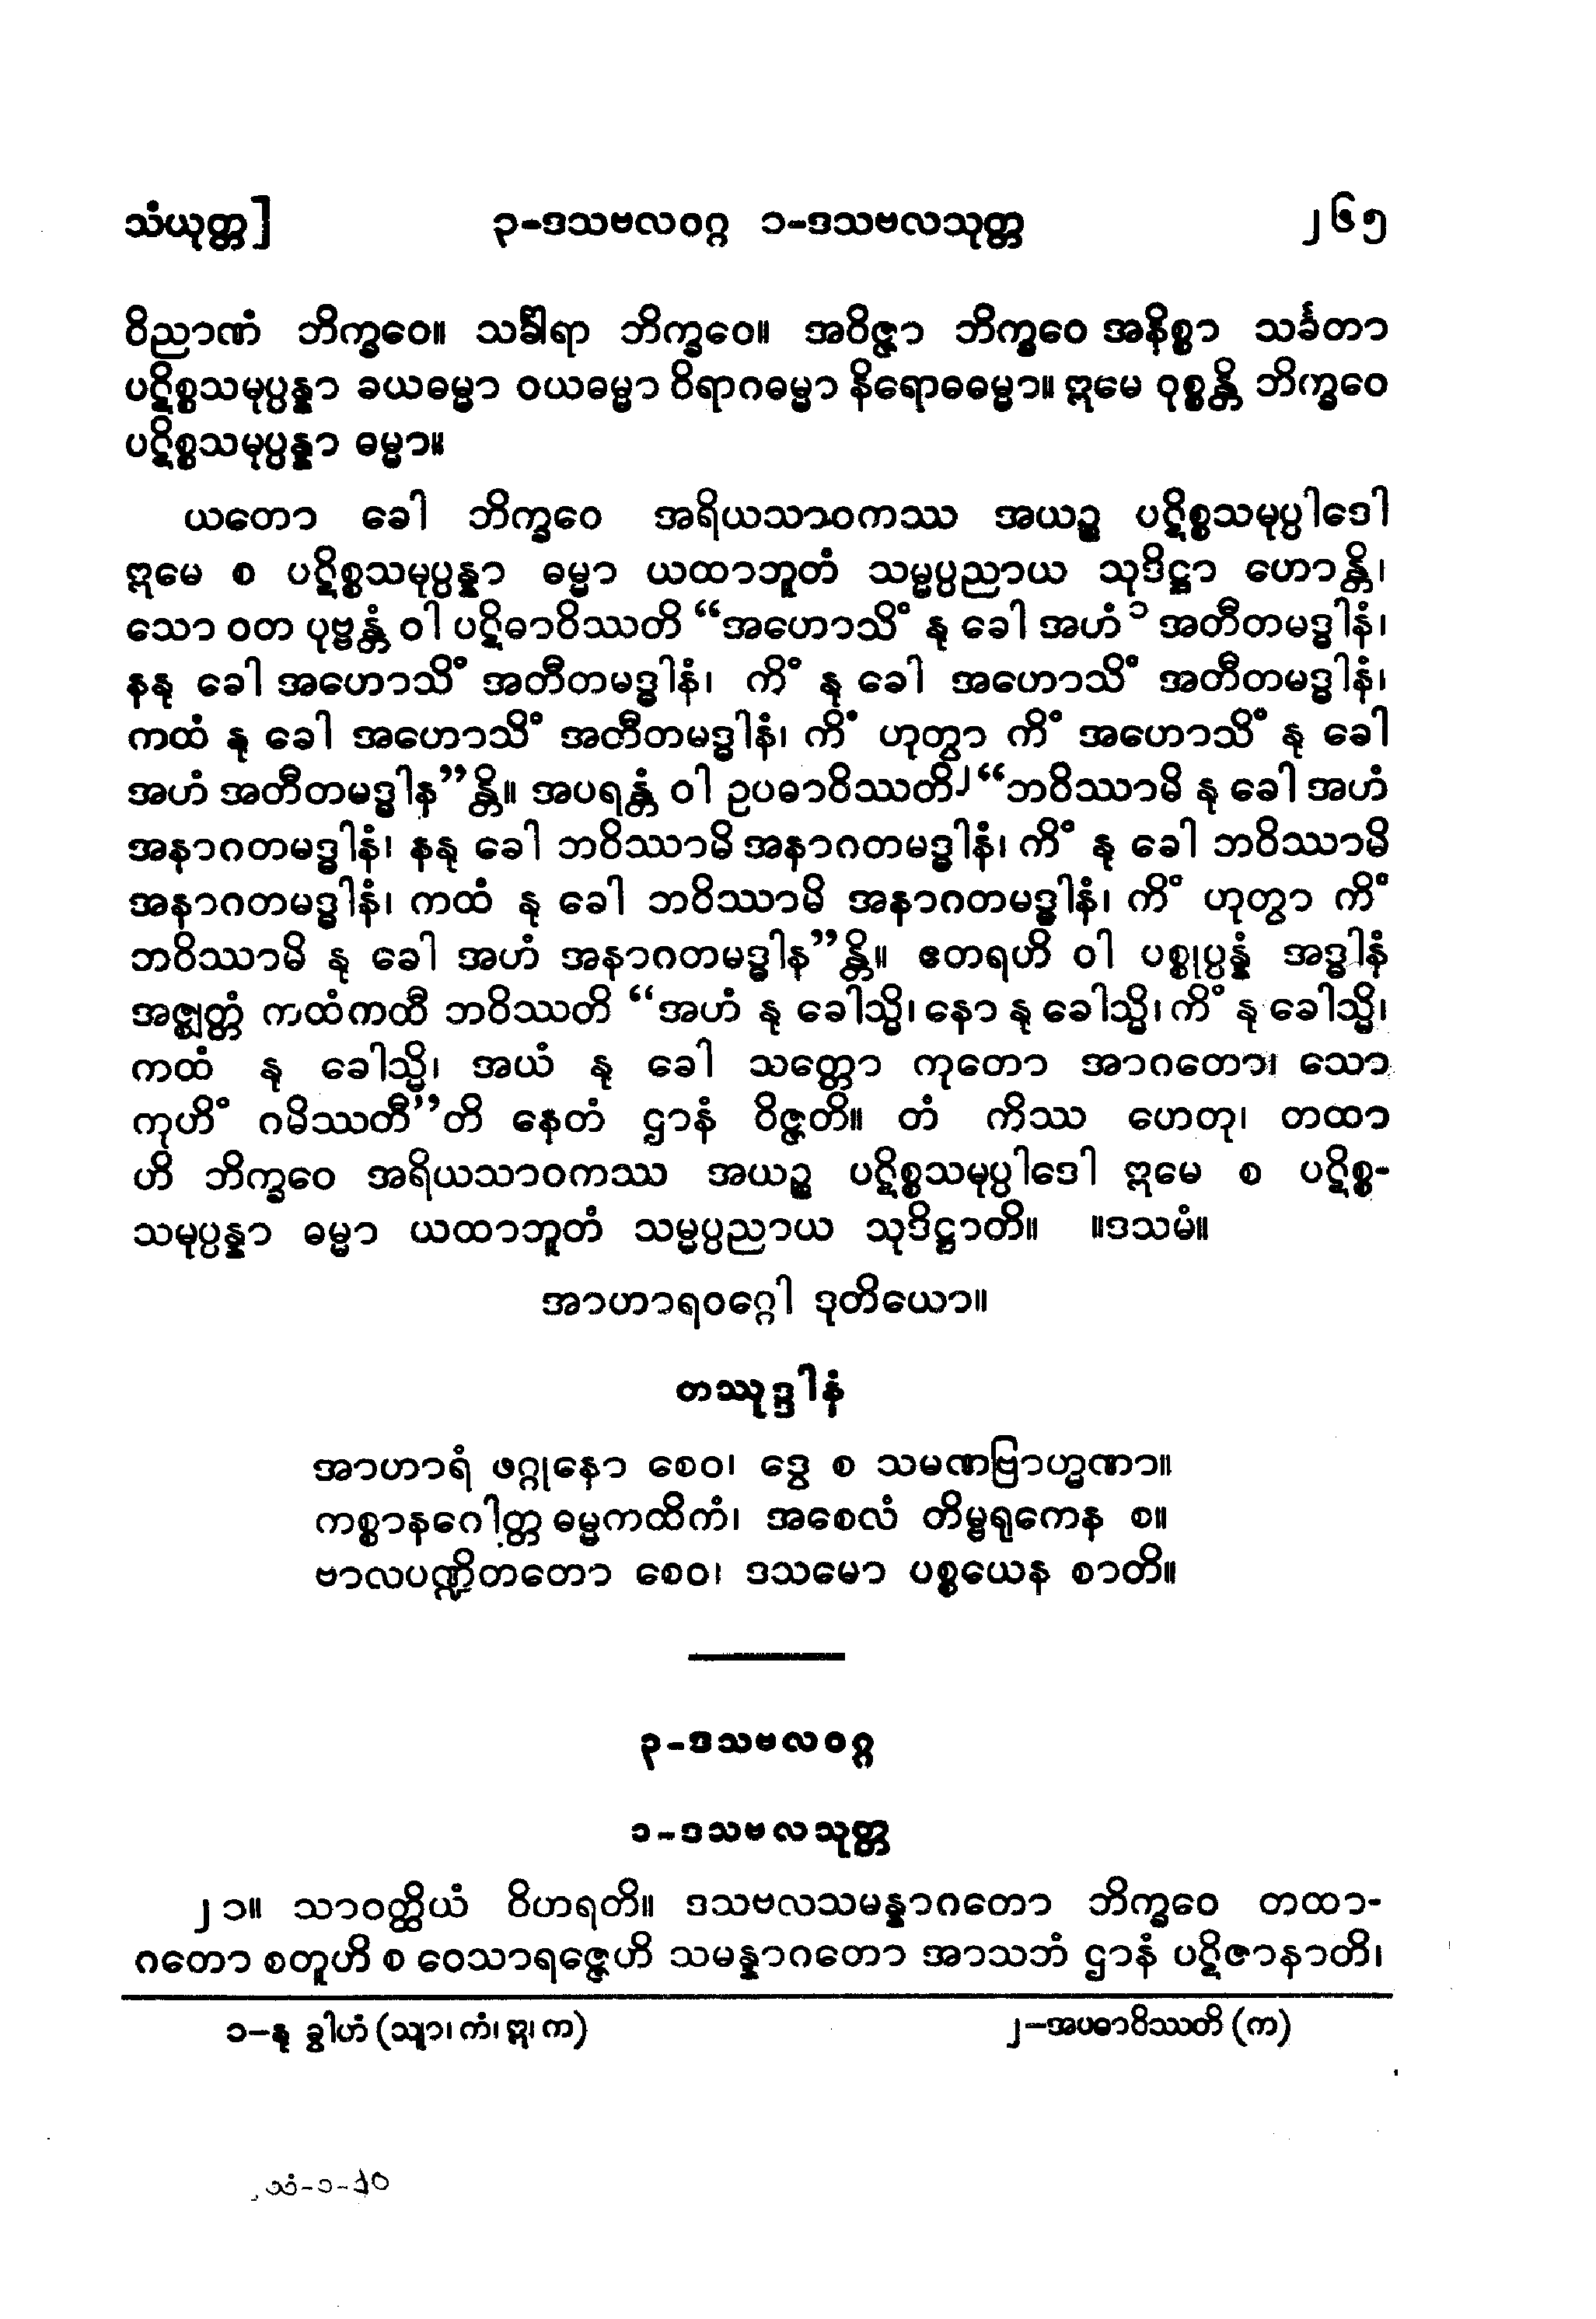 သံယုတ္တ] ၃-ဒသဗလဝဂ္ဂ ၁-ဒသဗလသုတ္တ ၂၆၅
ဝိညာဏံ ဘိက္ခဝေ။ သင်္ခါရာ ဘိက္ခဝေ။ အဝိဇ္ဇာ ဘိက္ခဝေ အနိစ္စာ သင်္ခတာ
ပဋိစ္စသမုပ္ပန္နာ ခယဓမ္မာ ဝယဓမ္မာ ဝိရာဂဓမ္မာ နိရောဓဓမ္မာ။ ဣမေ ဝုစ္စန္တိ ဘိက္ခဝေ
ပဋိစ္စသမုပ္ပန္နာ ဓမ္မာ။
ယတော ခေါ ဘိက္ခဝေ အရိယသာဝကဿ အယဉ္စ ပဋိစ္စသမုပ္ပါဒေါ
ဣမေ စ ပဋိစ္စသမုပ္ပန္နာ ဓမ္မာ ယထာဘူတံ သမ္မပ္ပညာယ သုဒိဋ္ဌာ ဟောန္တိ၊
သော ဝတ ပုဗ္ဗန္တံ ဝါ ပဋိဓာဝိဿတိ “အဟောသိံ နု ခေါ အဟံ ၁ အတီတမဒ္ဓါနံ၊
နနု ခေါ အဟောသိံ အတီတမဒ္ဓါနံ၊ ကိံ နု ခေါ အဟောသိံ အတီတမဒ္ဓါနံ၊
ကထံ နု ခေါ အဟောသိံ အတီတမဒ္ဓါနံ၊ ကိံ ဟုတွာ ကိံ အဟောသိံ နု ခေါ
အဟံ အတီတမဒ္ဓါန”န္တိ။ အပရန္တံ ဝါ ဥပဓာဝိဿတိ၂ “ဘဝိဿာမိ နု ခေါ အဟံ
အနာဂတမဒ္ဓါနံ၊ နနု ခေါ ဘဝိဿာမိ အနာဂတမဒ္ဓါနံ၊ ကိံ နု ခေါ ဘဝိဿာမိ
အနာဂတမဒ္ဓါနံ၊ ကထံ နု ခေါ ဘဝိဿာမိ အနာဂတမဒ္ဓါနံ၊ ကိံ ဟုတွာ ကိံ
ဘဝိဿာမိ နု ခေါ အဟံ အနာဂတမဒ္ဓါန”န္တိ။ ဧတရဟိ ဝါ ပစ္စုပ္ပန္နံ အဒ္ဓါနံ
အဇ္ဈတ္တံ ကထံကထီ ဘဝိဿတိ “အဟံ နု ခေါသ္မိ၊ နော နု ခေါသ္မိ၊ ကိံ နု ခေါသ္မိ၊
ကထံ နု ခေါသ္မိ၊ အယံ နု ခေါ သတ္တော ကုတော အာဂတော၊ သော
ကုဟိံ ဂမိဿတီ”တိ နေတံ ဌာနံ ဝိဇ္ဇတိ။ တံ ကိဿ ဟေတု၊ တထာ
ဟိ ဘိက္ခဝေ အရိယသာဝကဿ အယဉ္စ ပဋိစ္စသမုပ္ပါဒေါ ဣမေ စ ပဋိစ္စ-
သမုပ္ပန္နာ ဓမ္မာ ယထာဘူတံ သမ္မပ္ပညာယ သုဒိဋ္ဌာတိ။ ။ဒသမံ။
အာဟာရဝဂ္ဂေါ ဒုတိယော။
တဿုဒ္ဒါနံ
အာဟာရံ ဖဂ္ဂုနော စေဝ၊ ဒွေ စ သမဏဗြာဟ္မဏာ။
ကစ္စာနဂေါတ္တ ဓမ္မကထိကံ၊ အစေလံ တိမ္ဗရုကေန စ။
ဗာလပဏ္ဍိတတော စေဝ၊ ဒသမော ပစ္စယေန စာတိ။
၃-ဒသဗလဝဂ္ဂ
၁-ဒသဗလသုတ္တ
၂၁။ သာဝတ္ထိယံ ဝိဟရတိ။ ဒသဗလသမန္နာဂတော ဘိက္ခဝေ တထာ-
ဂတော စတူဟိ စ ဝေသာရဇ္ဇေဟိ သမန္နာဂတော အာသဘံ ဌာနံ ပဋိဇာနာတိ၊
၁-နု ခွါဟံ (သျာ၊ ကံ၊ ဣ၊ က) ၂-အပဓာဝိဿတိ (က)
သံ-၁-၃၀